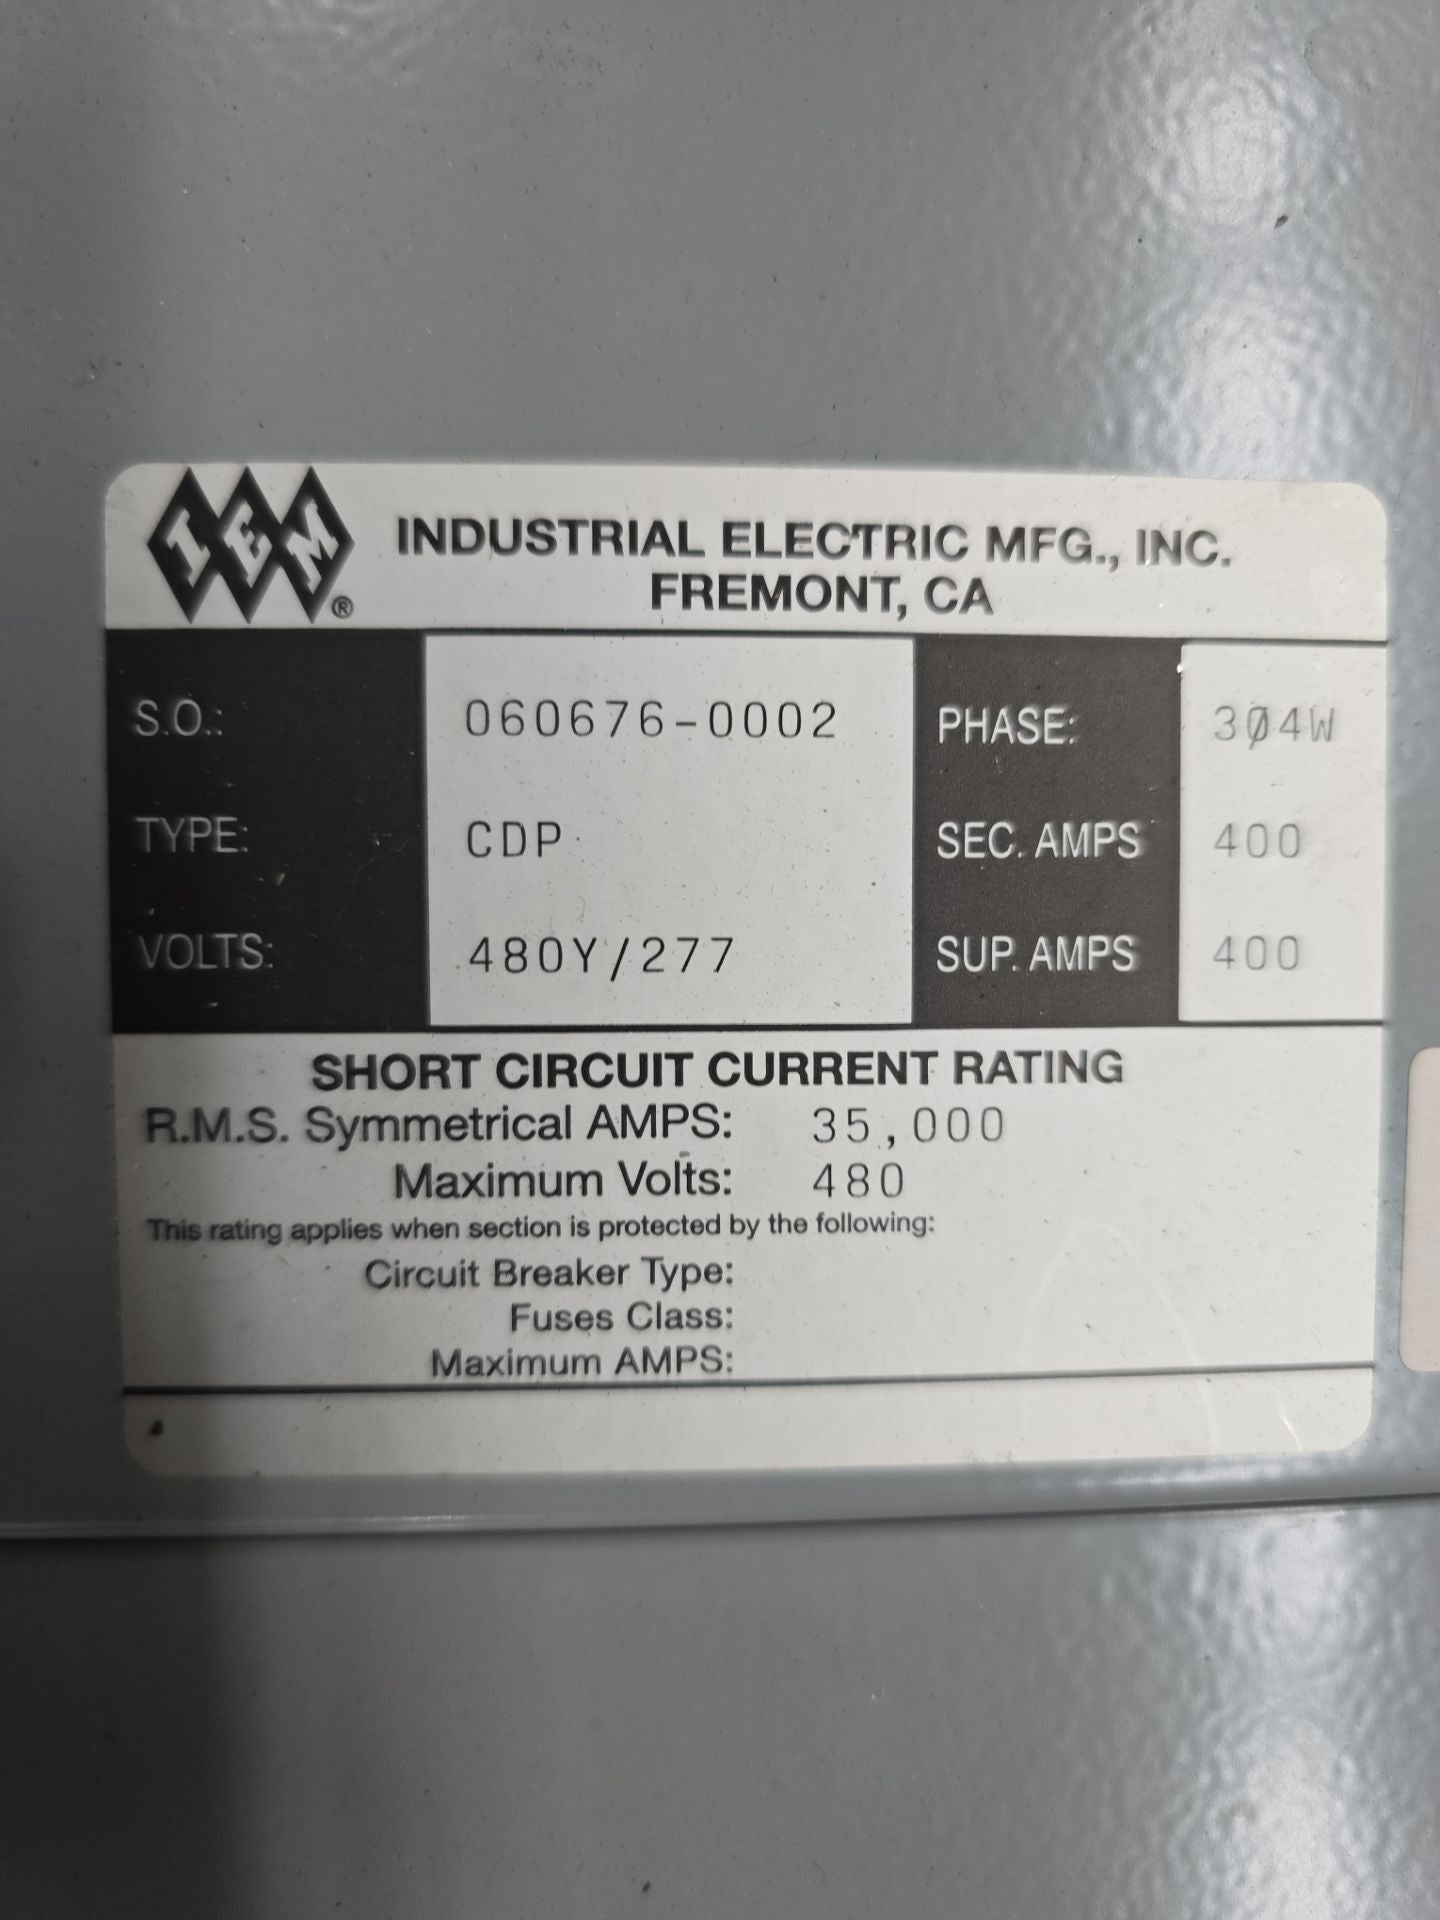 IEM®
INDUSTRIAL ELECTRIC MFG., INC.
FREMONT, CA
S.O.: 060676-0002 PHASE: 3Ø4W
TYPE: CDP SEC. AMPS 400
VOLTS: 480Y/277 SUP. AMPS 400
SHORT CIRCUIT CURRENT RATING
R.M.S. Symmetrical AMPS: 35,000
Maximum Volts: 480
This rating applies when section is protected by the following:
Circuit Breaker Type:
Fuses Class:
Maximum AMPS: